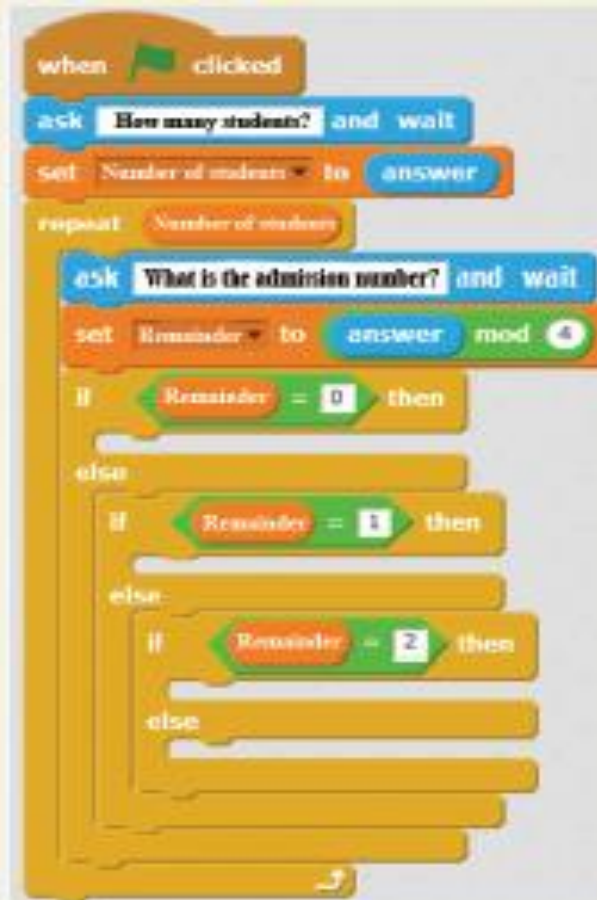 when clicked
ask How many students? and wait
set Number of students to answer
repeat Number of students
ask What is the admission number? and wait
set Remainder to answer mod 4
if Remainder = 0 then
else
if Remainder = 1 then
else
if Remainder = 2 then
else